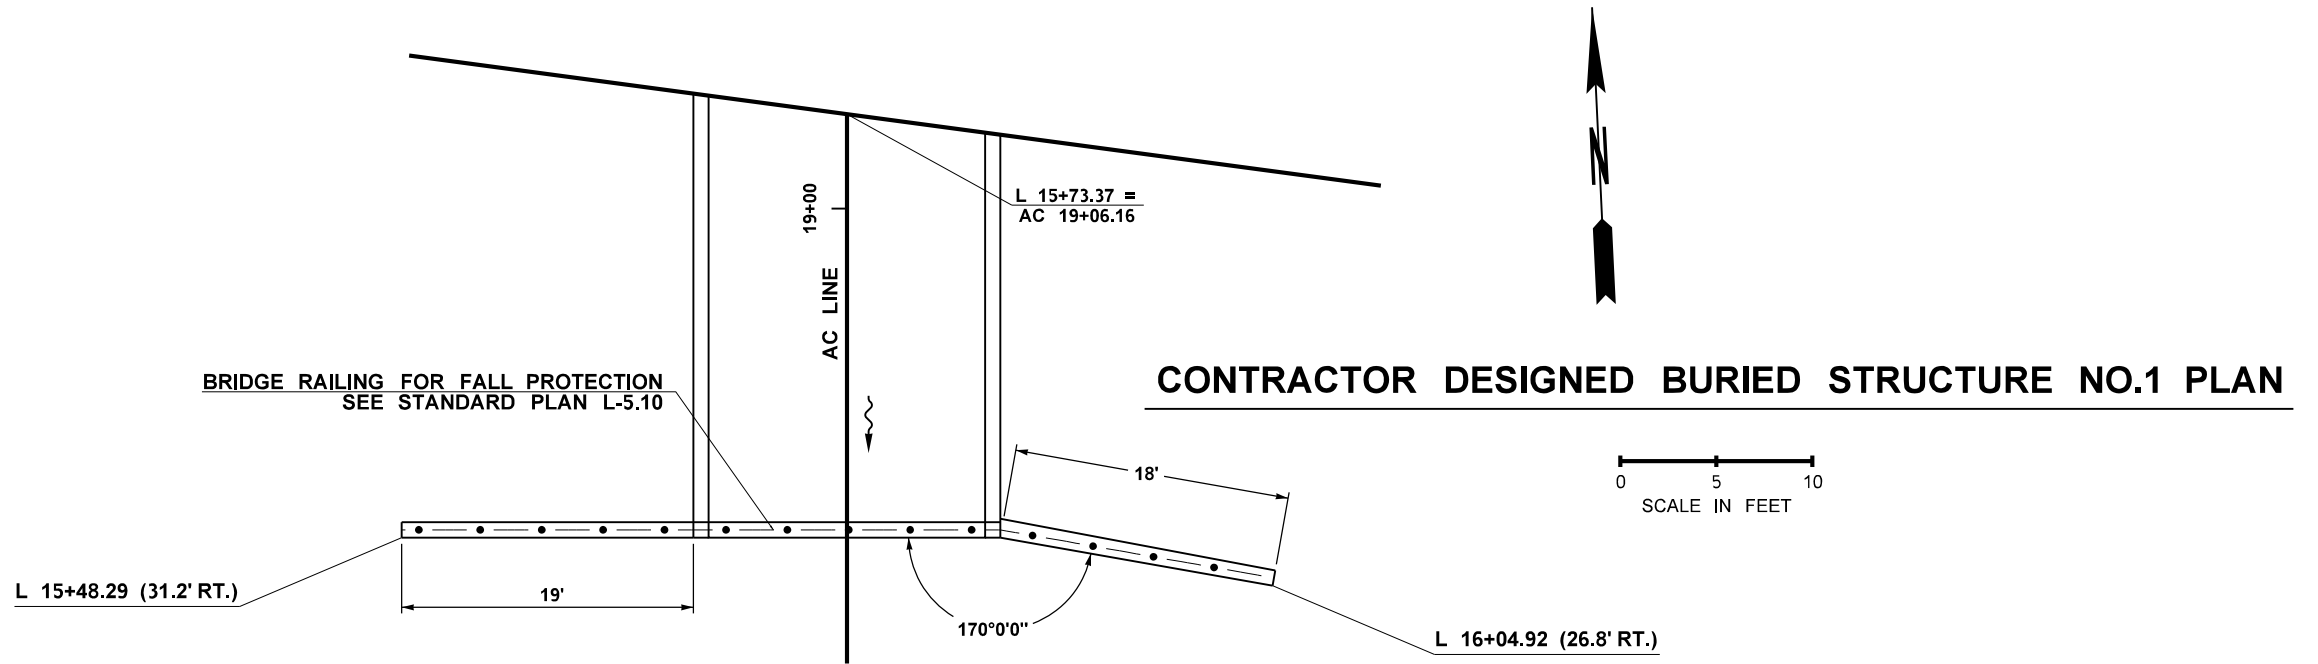 N
19+00
L 15+73.37 =
AC 19+06.16
AC LINE
BRIDGE RAILING FOR FALL PROTECTION
SEE STANDARD PLAN L-5.10
CONTRACTOR DESIGNED BURIED STRUCTURE NO.1 PLAN
18'
0 5 10
SCALE IN FEET
L 15+48.29 (31.2' RT.)
19'
170°0'0"
L 16+04.92 (26.8' RT.)